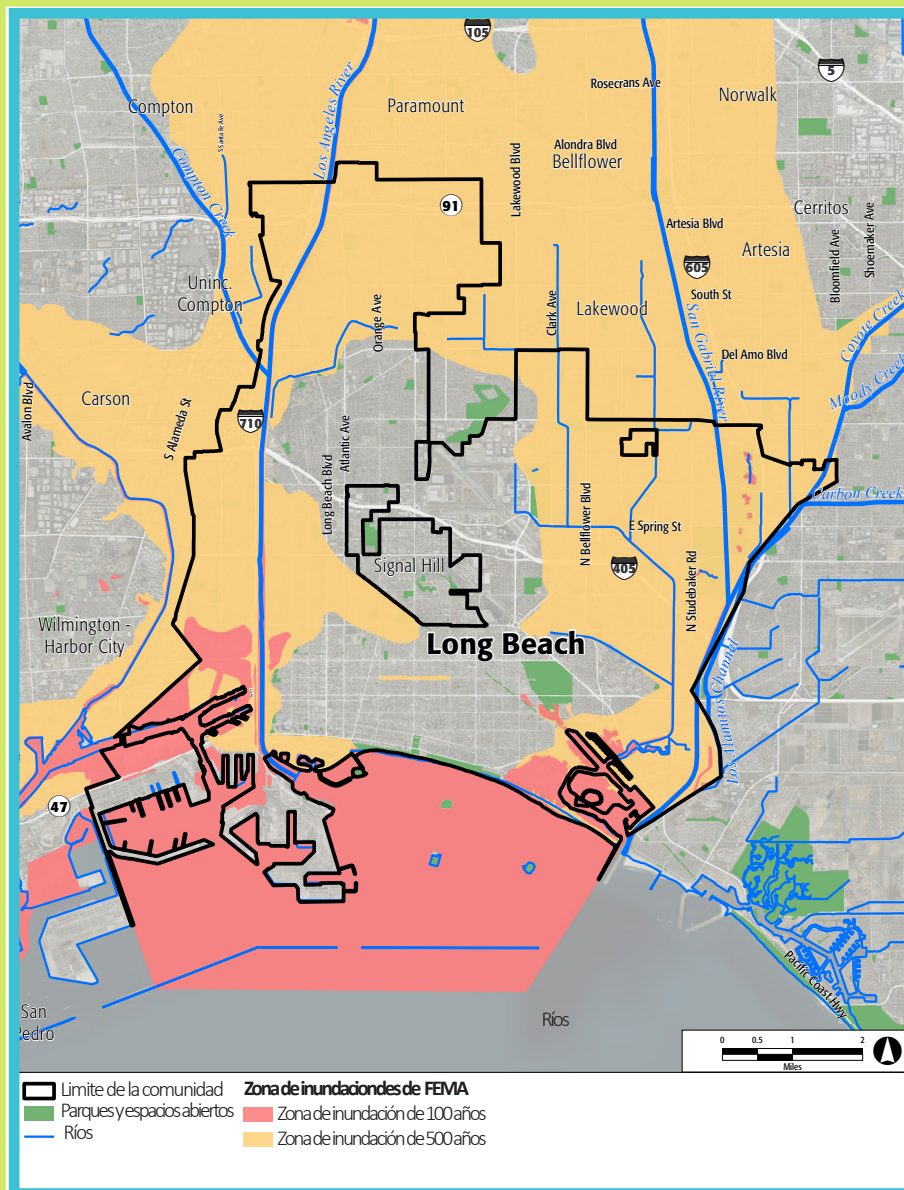 105
5
Rosecrans Ave
Norwalk
Compton
Paramount
S Santa Fe Ave
Los Angeles River
Compton Creek
Lakewood Blvd
Alondra Blvd
Bellflower
91
Cerritos
Bloomfield Ave
Shoemaker Ave
Artesia Blvd
Artesia
605
South St
Uninc.
Compton
Orange Ave
Clark Ave
Lakewood
San Gabriel River
Del Amo Blvd
Coyote Creek
Moody Creek
Avalon Blvd
Carson
S Alameda St
710
Long Beach Blvd
Atlantic Ave
Carbon Creek
N Bellflower Blvd
E Spring St
405
N Studebaker Rd
Signal Hill
Wilmington -
Harbor City
Long Beach
Los Alamitos Channel
47
Pacific Coast Hwy
San
Pedro
Ríos
0 0.5 1 2
Miles
Limite de la comunidad
Parques y espacios abiertos
Ríos
Zona de inundaciondes de FEMA
Zona de inundación de 100 años
Zona de inundación de 500 años